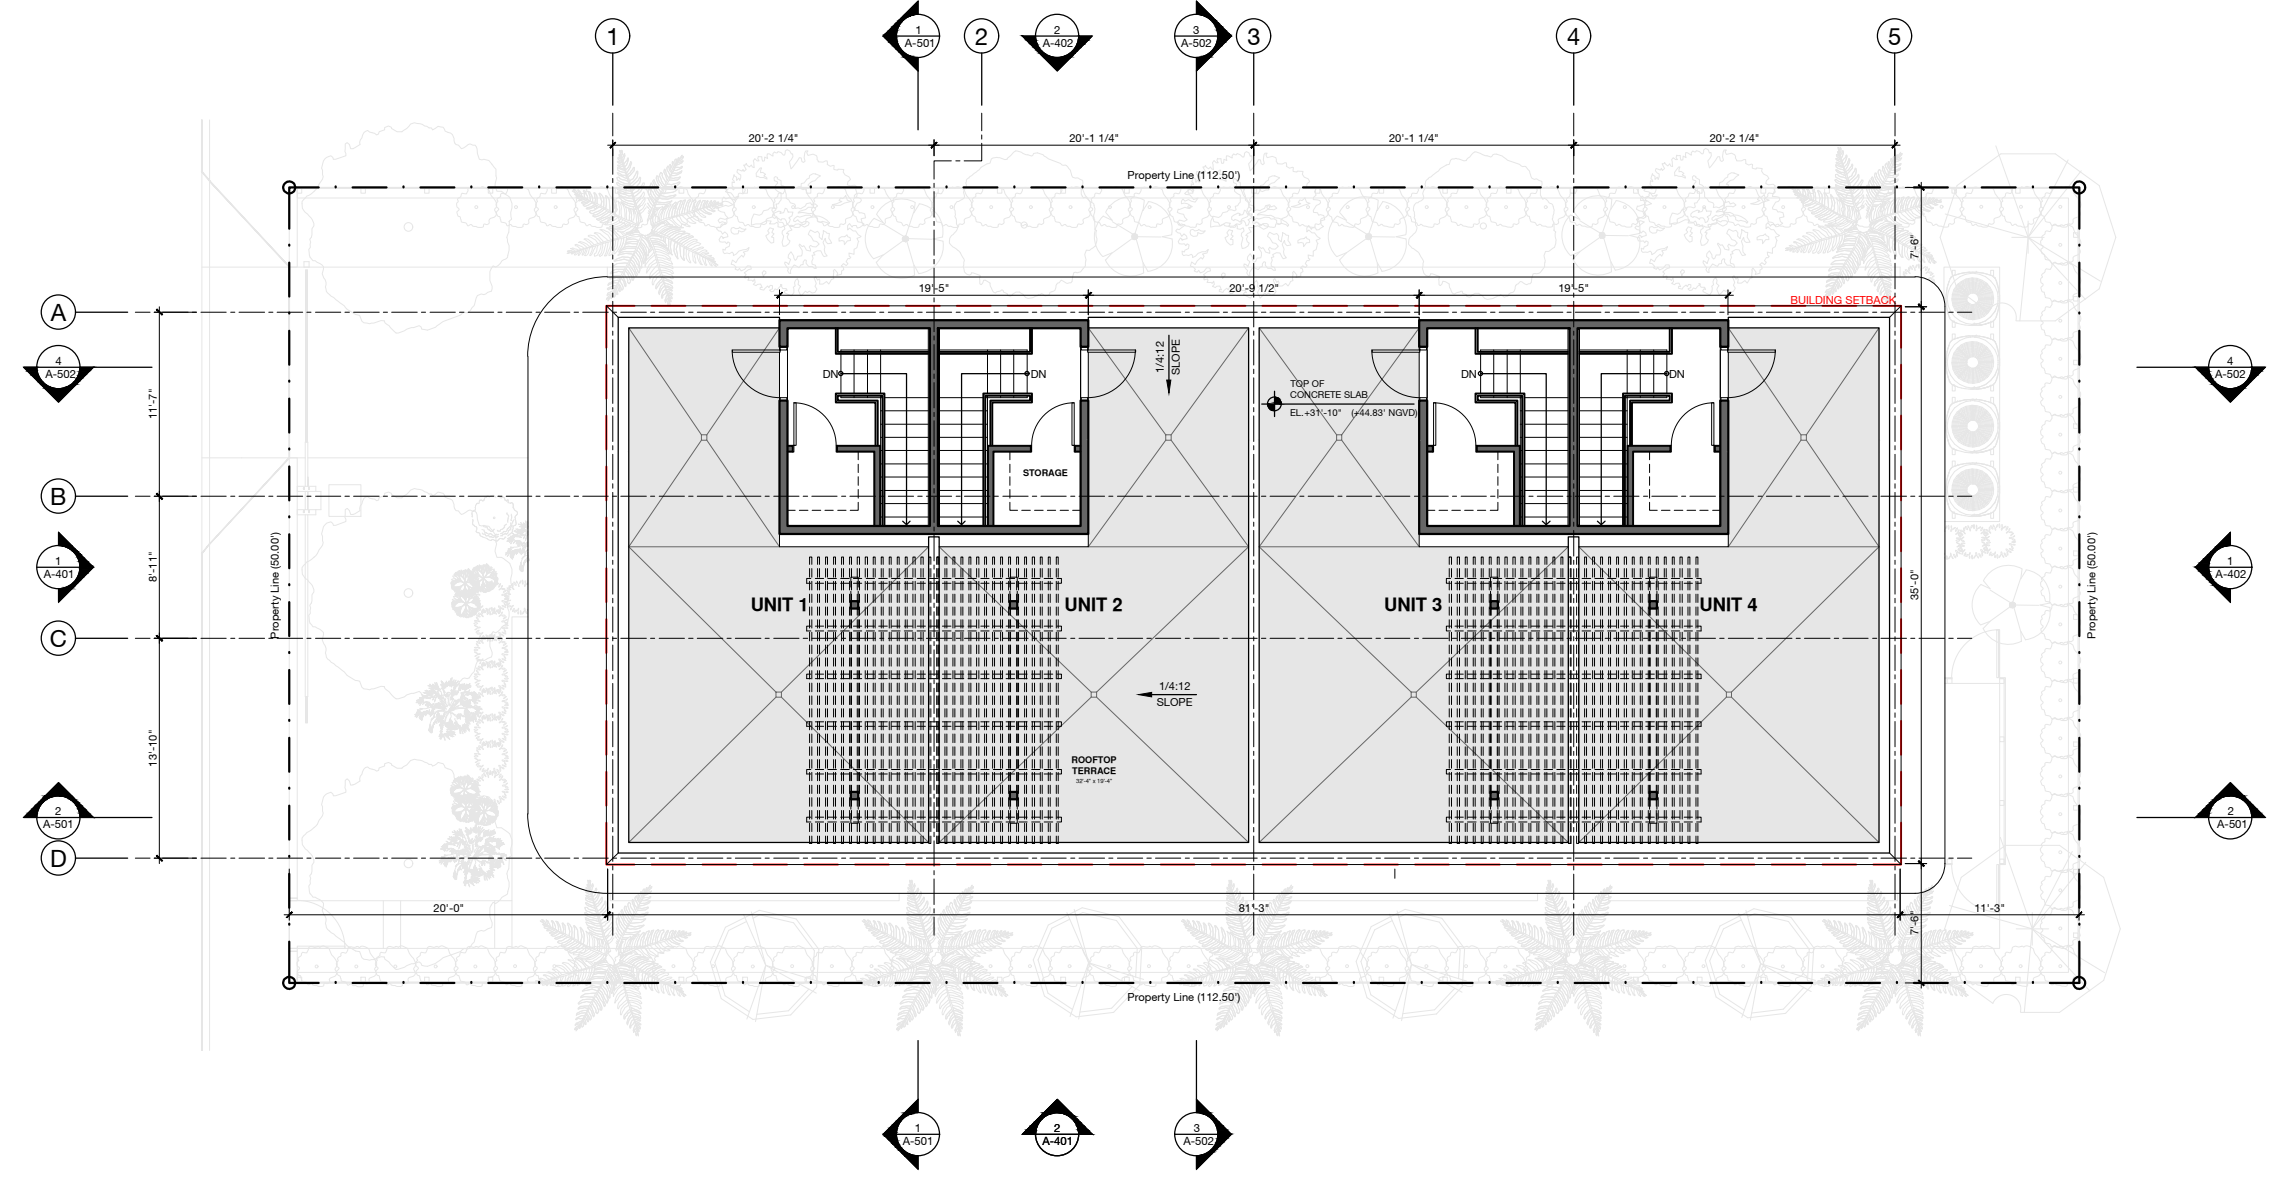 1
1
A-501
2
2
A-402
3
A-502
3
4
5
20'-2 1/4"
20'-1 1/4"
20'-1 1/4"
20'-2 1/4"
Property Line (112.50')
7'-6"
19'-5"
20'-9 1/2"
19'-5"
BUILDING SETBACK
A
4
A-502
11'-7"
B
1
A-401
8'-11"
C
13'-10"
2
A-501
D
Property Line (50.00')
DN
DN
1/4:12
SLOPE
TOP OF
CONCRETE SLAB
EL.+31'-10" (+44.83' NGVD)
DN
DN
STORAGE
UNIT 1
UNIT 2
UNIT 3
UNIT 4
1/4:12
SLOPE
ROOFTOP
TERRACE
32'-4" x 19'-4"
35'-0"
Property Line (50.00')
4
A-502
1
A-402
2
A-501
20'-0"
81'-3"
11'-3"
7'-6"
Property Line (112.50')
1
A-501
2
A-401
3
A-502